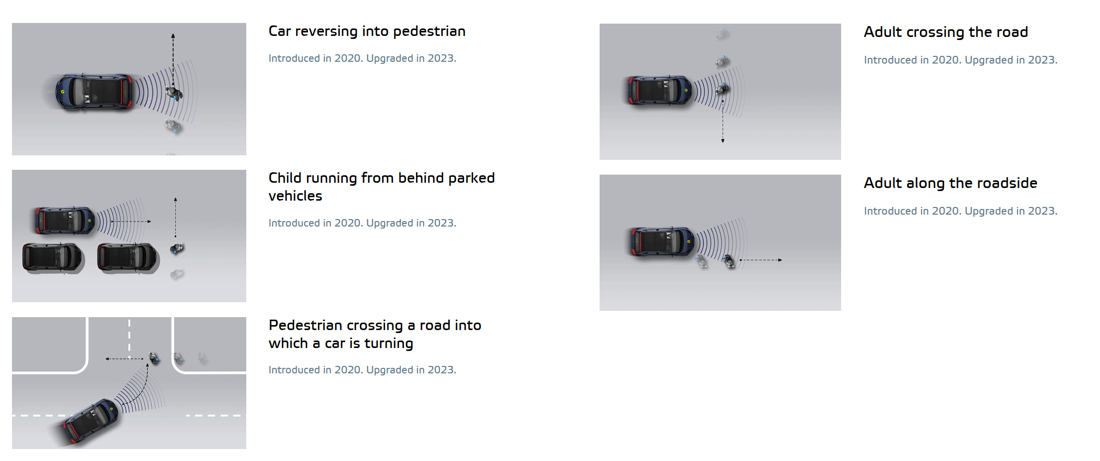 Car reversing into pedestrian
Introduced in 2020. Upgraded in 2023.
Child running from behind parked
vehicles
Introduced in 2020. Upgraded in 2023.
Pedestrian crossing a road into
which a car is turning
Introduced in 2020. Upgraded in 2023.
Adult crossing the road
Introduced in 2020. Upgraded in 2023.
Adult along the roadside
Introduced in 2020. Upgraded in 2023.